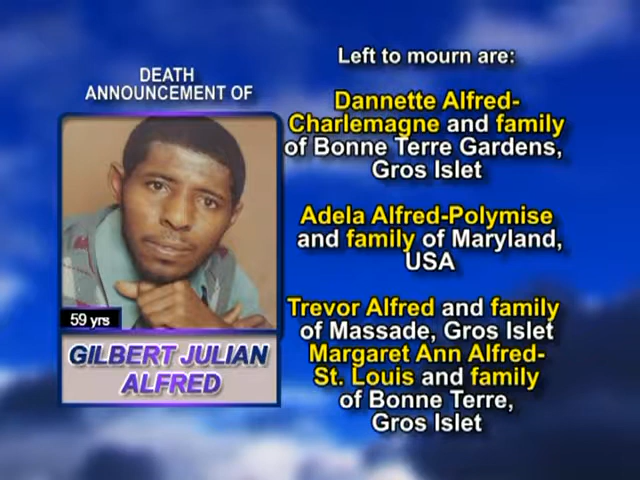 DEATH
ANNOUNCEMENT OF
59 yrs
GILBERT JULIAN
ALFRED
Left to mourn are:
Dannette Alfred-
Charlemagne and family
of Bonne Terre Gardens,
Gros Islet
Adela Alfred-Polymise
and family of Maryland,
USA
Trevor Alfred and family
of Massade, Gros Islet
Margaret Ann Alfred-
St. Louis and family
of Bonne Terre,
Gros Islet